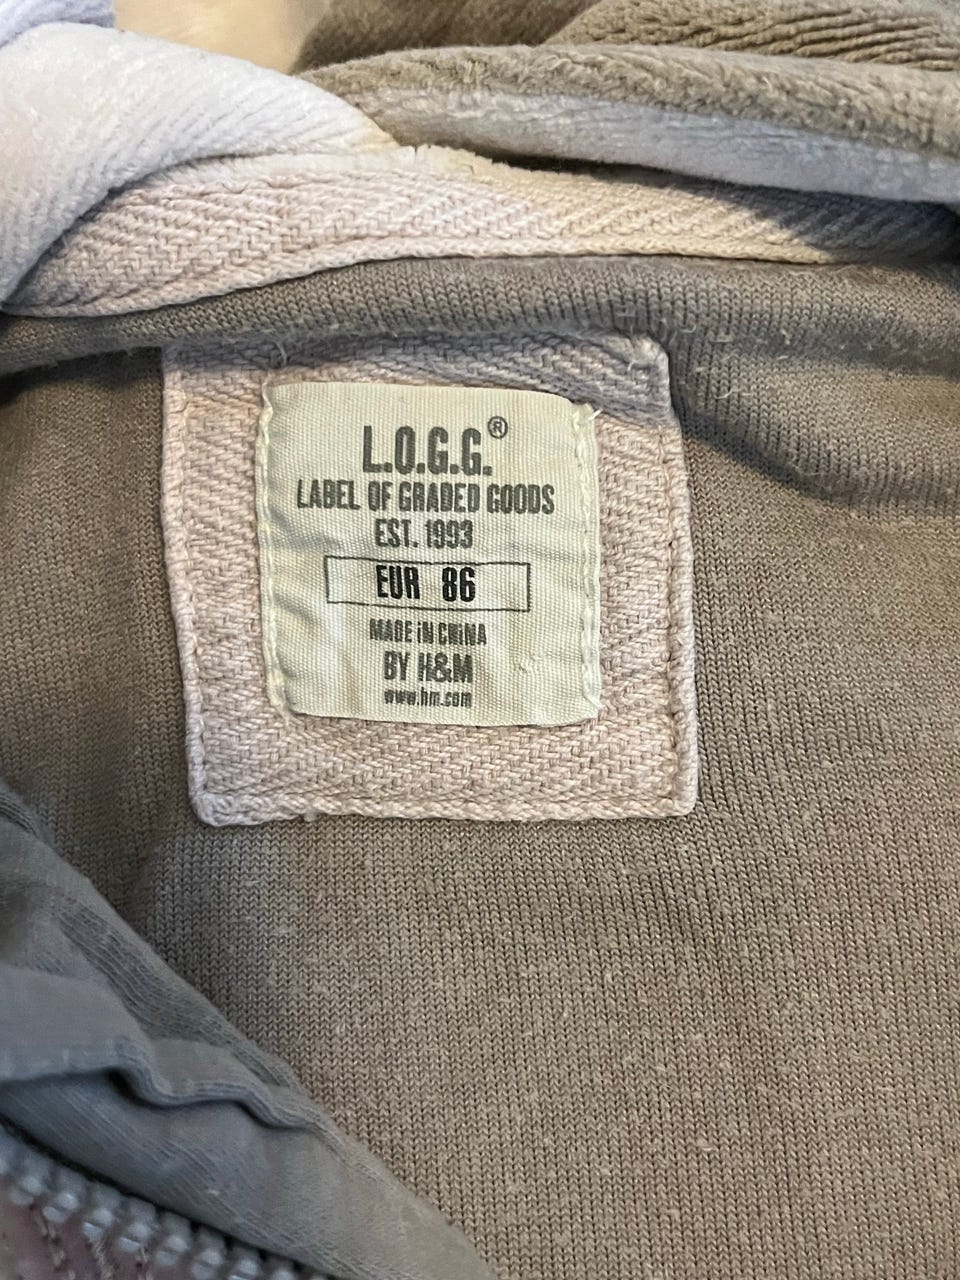 L.O.G.G.®
LABEL OF GRADED GOODS
EST. 1993
EUR 86
MADE iN CHiNA
BY H&M
www.hm.com